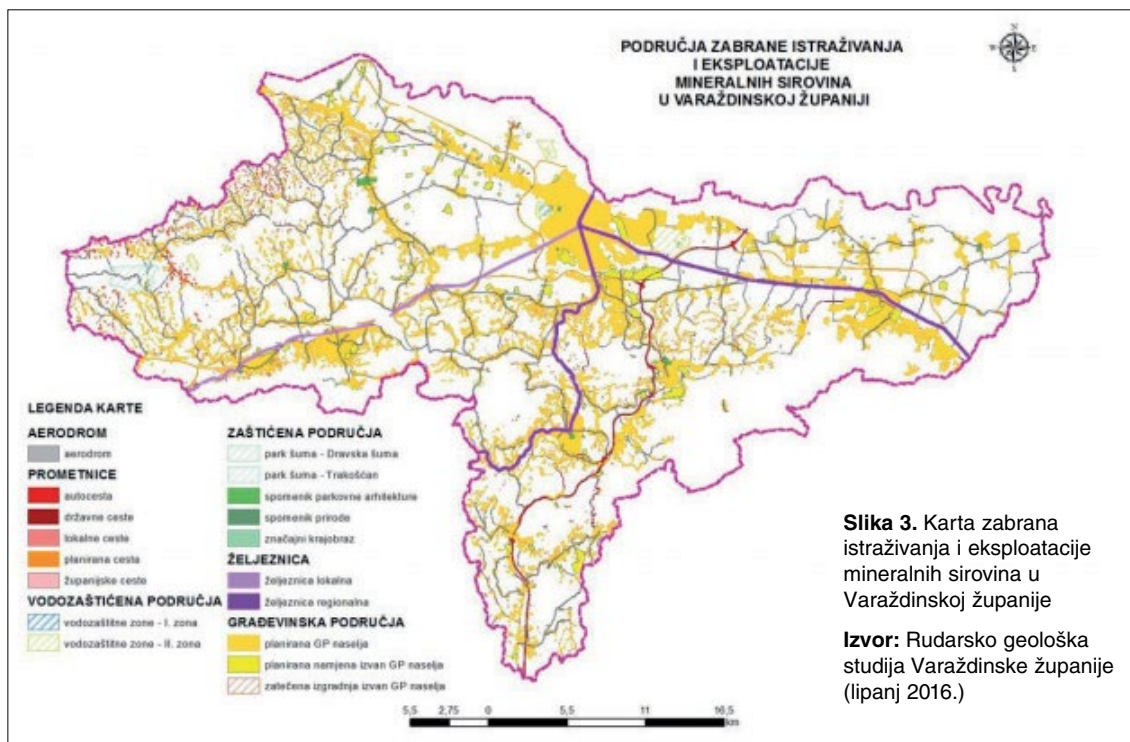 PODRUČJA ZABRANE ISTRAŽIVANJA
I EKSPLOATACIJE
MINERALNIH SIROVINA
U VARAŽDINSKOJ ŽUPANIJI
N
W
E
S
LEGENDA KARTE
AERODROM
aerodrom
PROMETNICE
autocesta
državne ceste
lokalne ceste
planirana cesta
županijske ceste
VODOZAŠTIĆENA PODRUČJA
vodozaštitne zone - I. zona
vodozaštitne zone - II. zona
ZAŠTIĆENA PODRUČJA
park šuma - Dravska šuma
park šuma - Trakošćan
spomenik parkovne arhitekture
spomenik prirode
značajni krajobraz
ŽELJEZNICA
željeznica lokalna
željeznica regionalna
GRAĐEVINSKA PODRUČJA
planirana GP naselja
planirana namjena izvan GP naselja
zatečena izgradnja izvan GP naselja
5,5 2,75 0 5,5 11 16,5
km
Slika 3. Karta zabrana
istraživanja i eksploatacije
mineralnih sirovina u
Varaždinskoj županije
Izvor: Rudarsko geološka
studija Varaždinske županije
(lipanj 2016.)